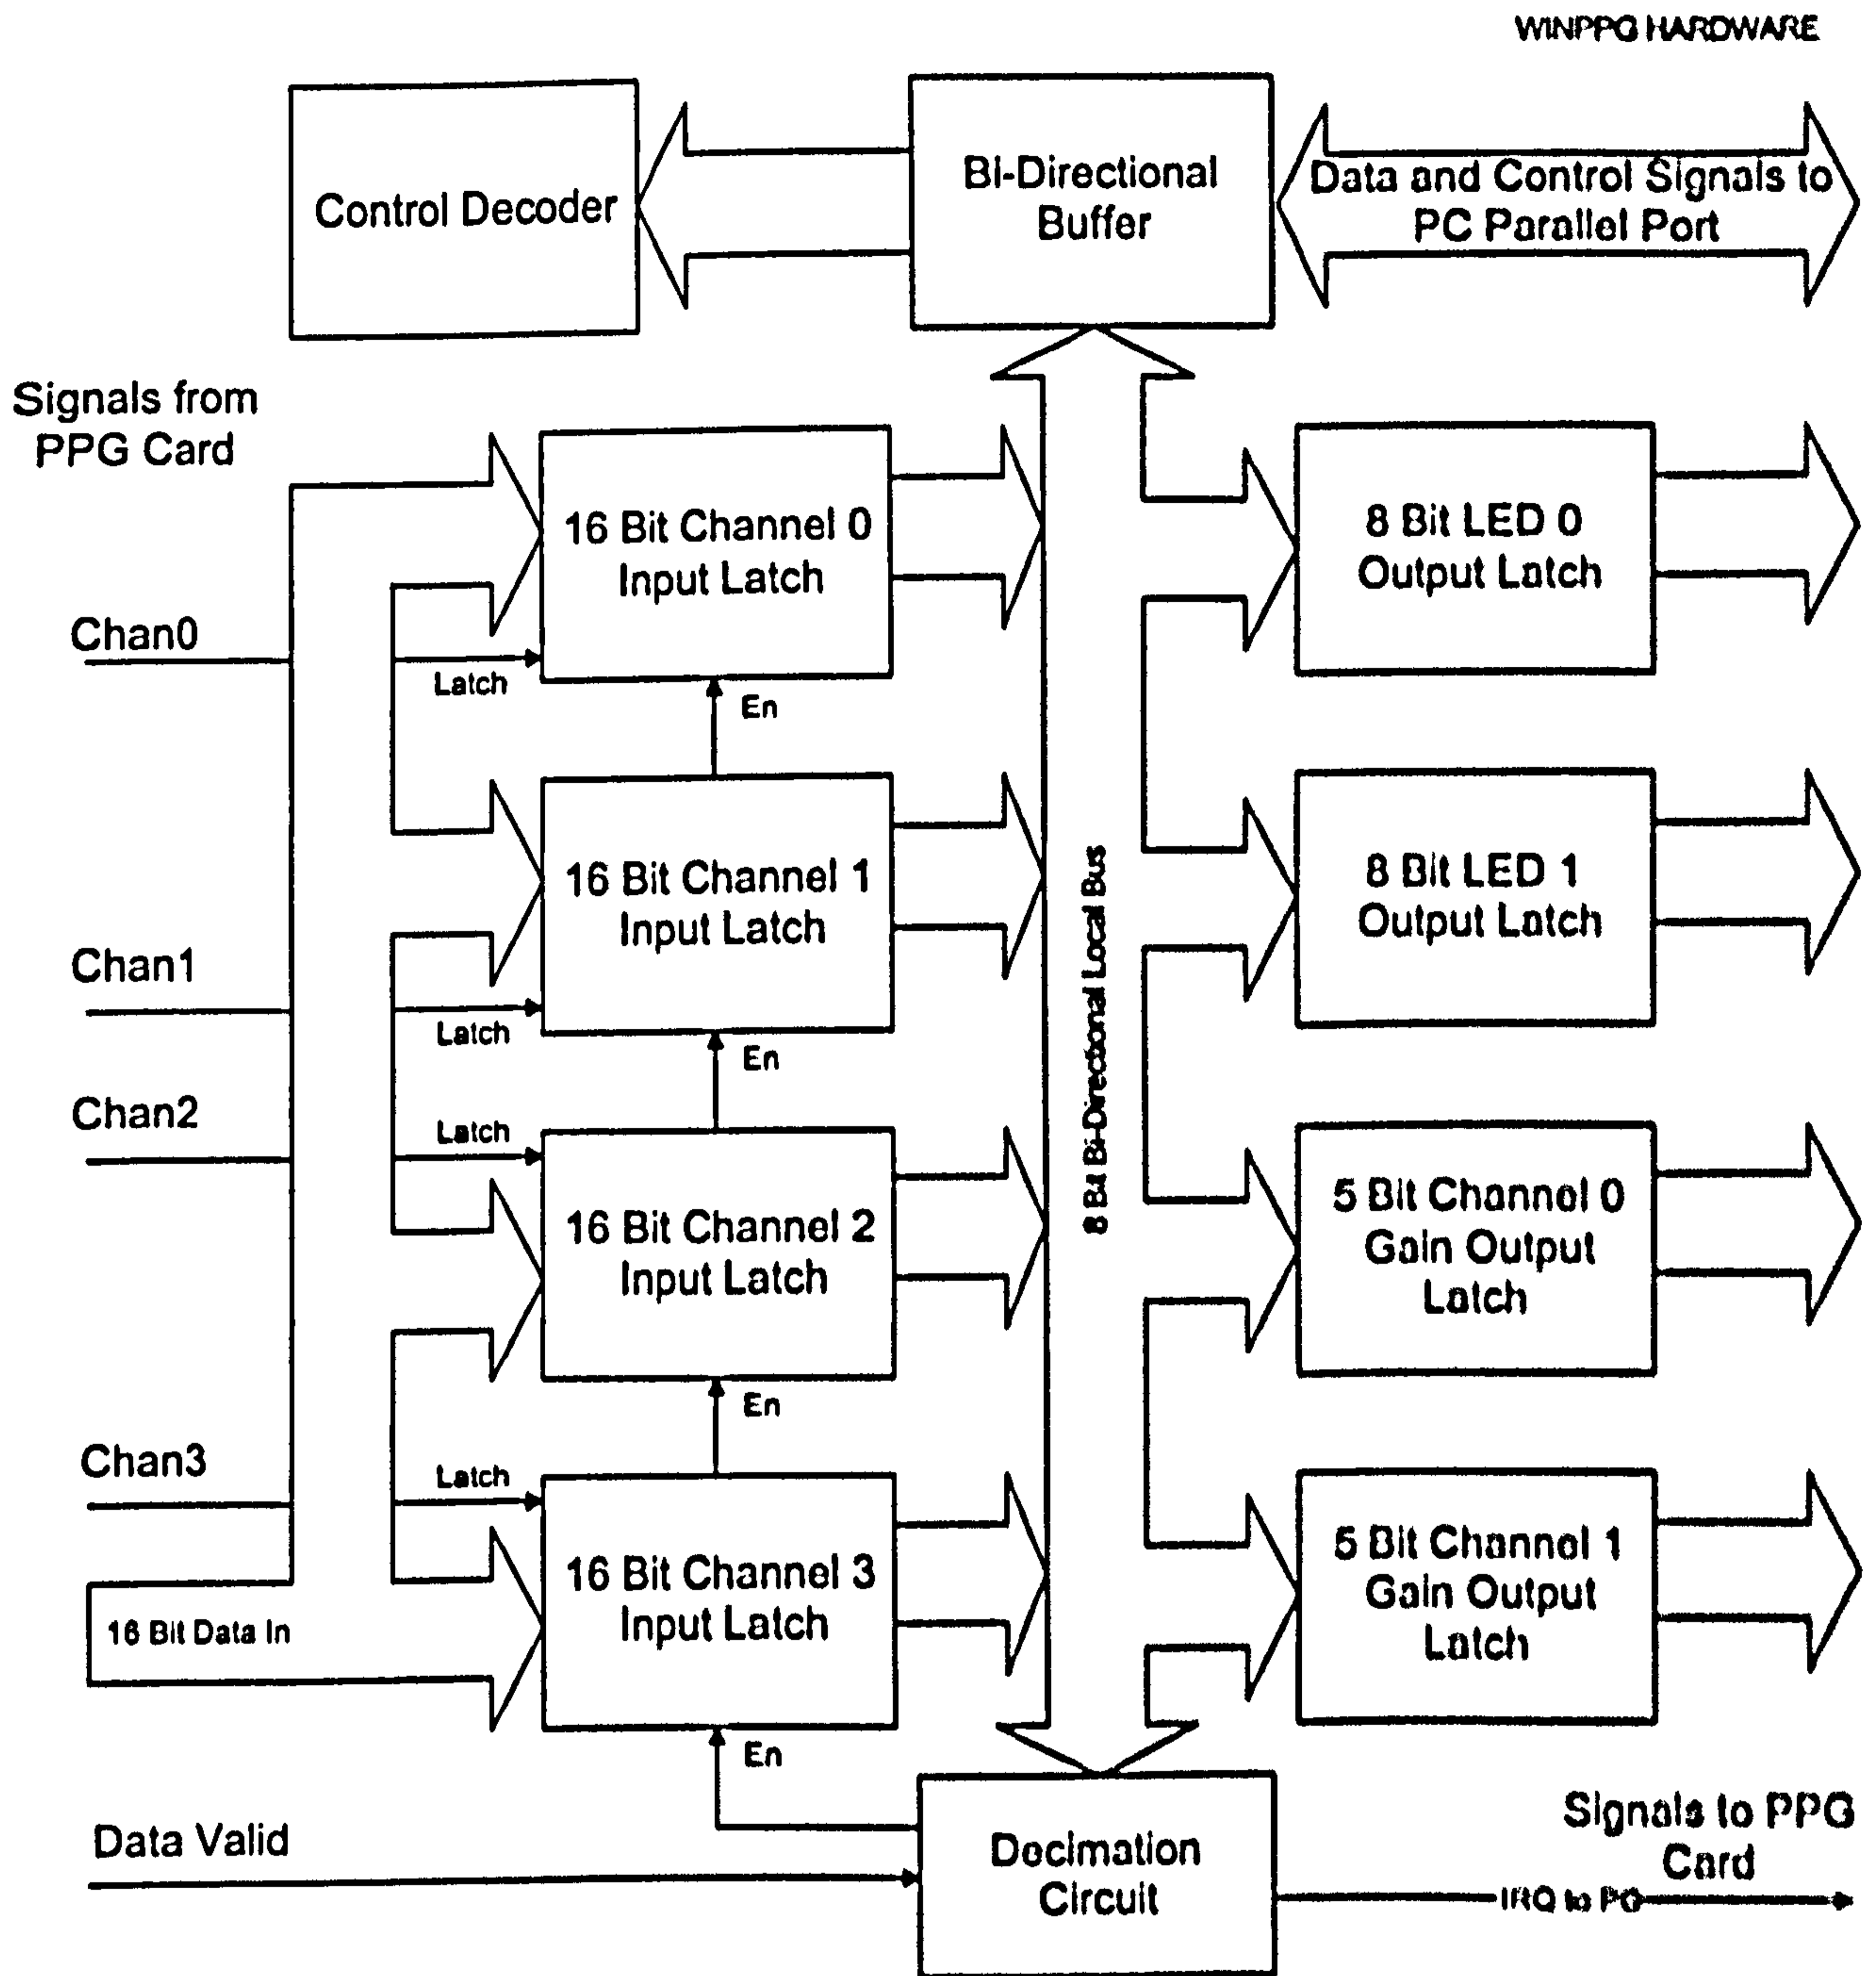 WINPPG HARDWARE
Control Decoder
Bi-Directional
Buffer
Data and Control Signals to
PC Parallel Port
Signals from
PPG Card
16 Bit Channel 0
Input Latch
8 Bit LED 0
Output Latch
Chan0
Latch
En
16 Bit Channel 1
Input Latch
8 Bit LED 1
Output Latch
8 Bit Bi-Directional Local Bus
Chan1
Latch
En
Chan2
Latch
16 Bit Channel 2
Input Latch
5 Bit Channel 0
Gain Output
Latch
En
Chan3
Latch
16 Bit Channel 3
Input Latch
5 Bit Channel 1
Gain Output
Latch
16 Bit Data In
En
Data Valid
Decimation
Circuit
Signals to PPG
Card
IRQ to PC